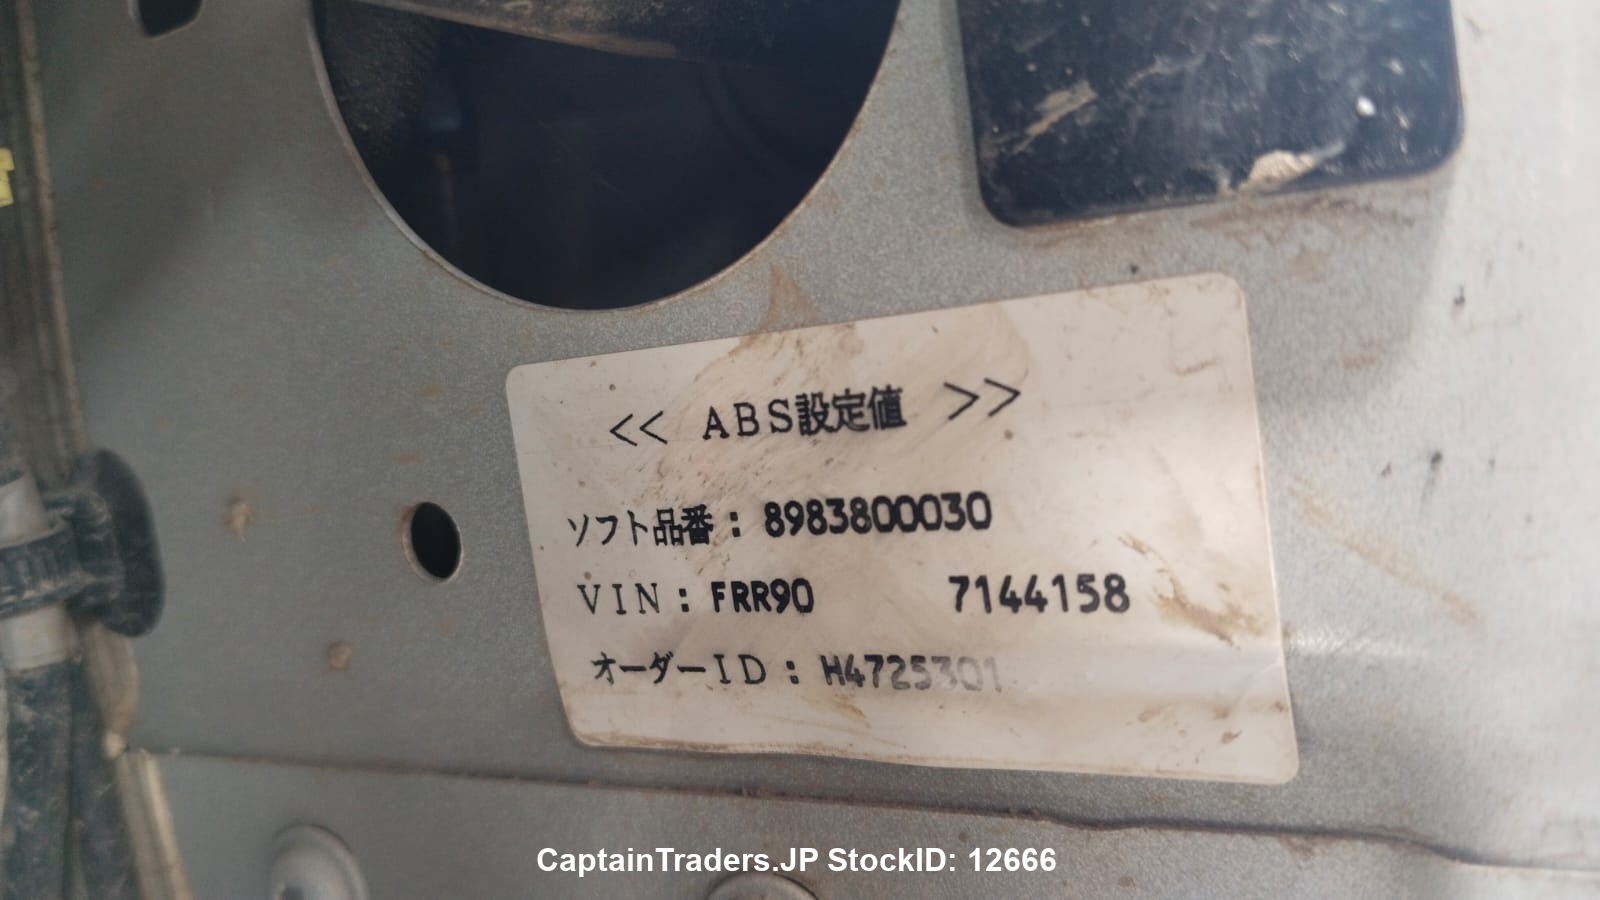 << ABS設定値 >>
ソフト品番: 8983800030
VIN: FRR90 7144158
オーダーID: H4725301
CaptainTraders.JP StockID: 12666